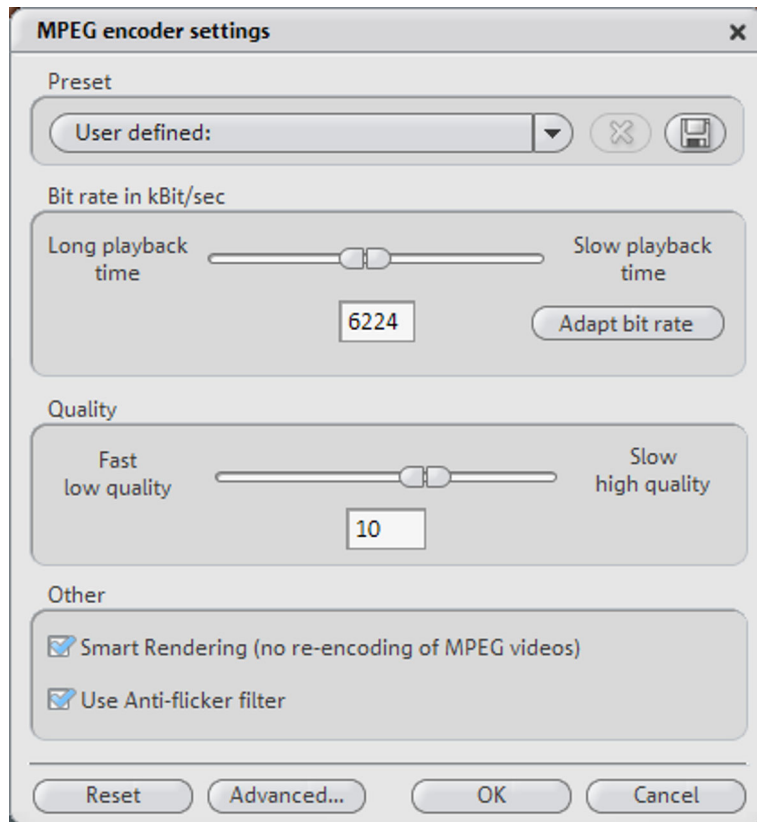 MPEG encoder settings
Preset
User defined:
Bit rate in kBit/sec
Long playback
time
Slow playback
time
6224
Adapt bit rate
Quality
Fast
low quality
Slow
high quality
10
Other
Smart Rendering (no re-encoding of MPEG videos)
Use Anti-flicker filter
Reset
Advanced...
OK
Cancel